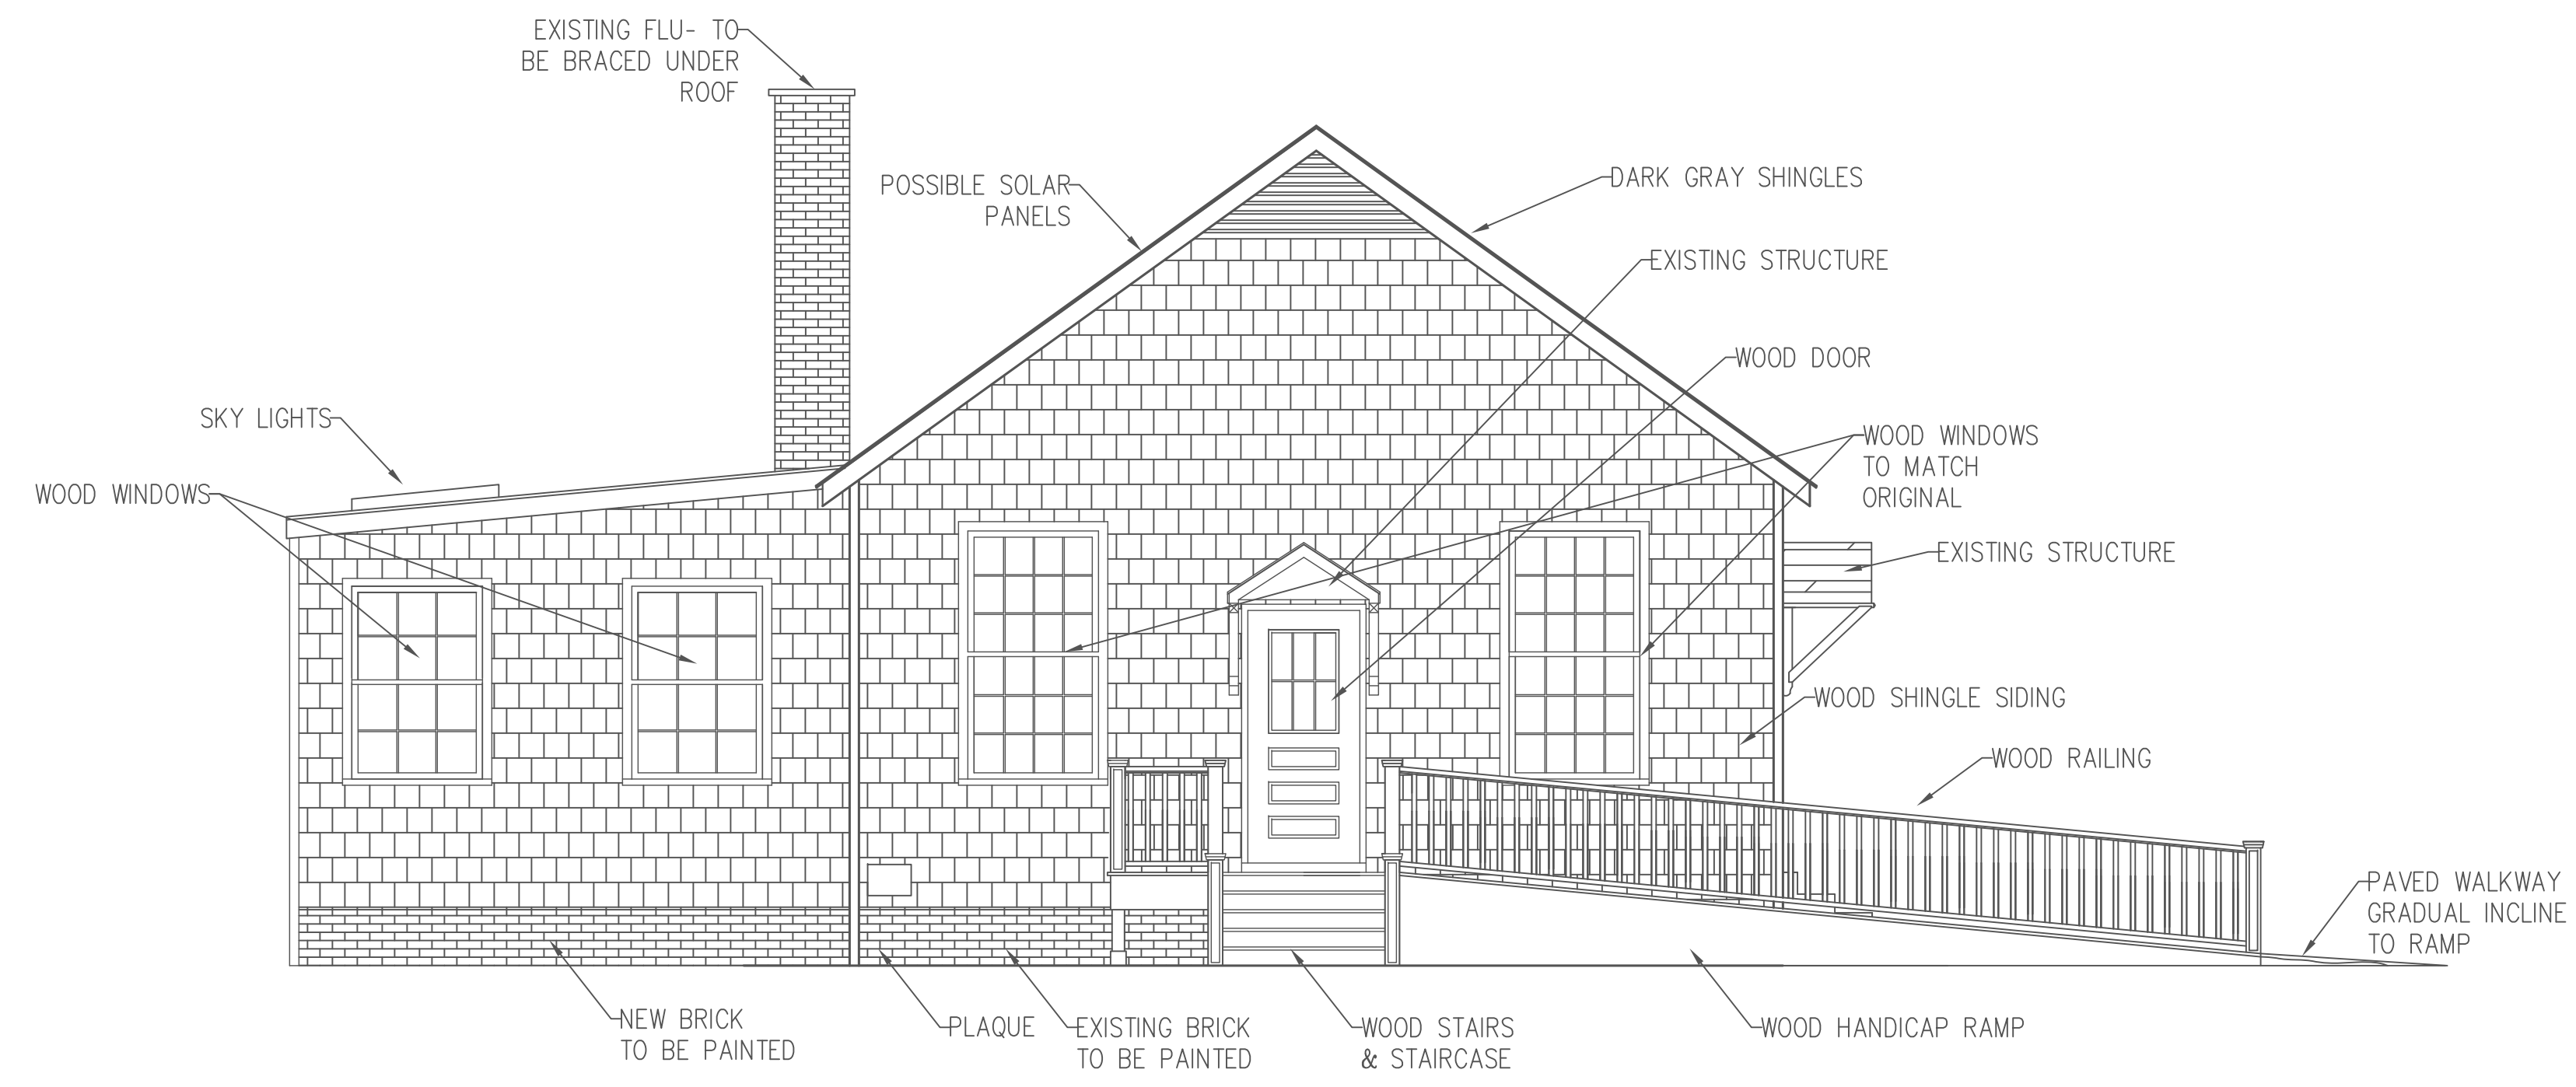 EXISTING FLU- TO
BE BRACED UNDER
ROOF
POSSIBLE SOLAR
PANELS
DARK GRAY SHINGLES
EXISTING STRUCTURE
WOOD DOOR
SKY LIGHTS
WOOD WINDOWS
TO MATCH
ORIGINAL
WOOD WINDOWS
EXISTING STRUCTURE
WOOD SHINGLE SIDING
WOOD RAILING
PAVED WALKWAY
GRADUAL INCLINE
TO RAMP
NEW BRICK
TO BE PAINTED
PLAQUE
EXISTING BRICK
TO BE PAINTED
WOOD STAIRS
& STAIRCASE
WOOD HANDICAP RAMP